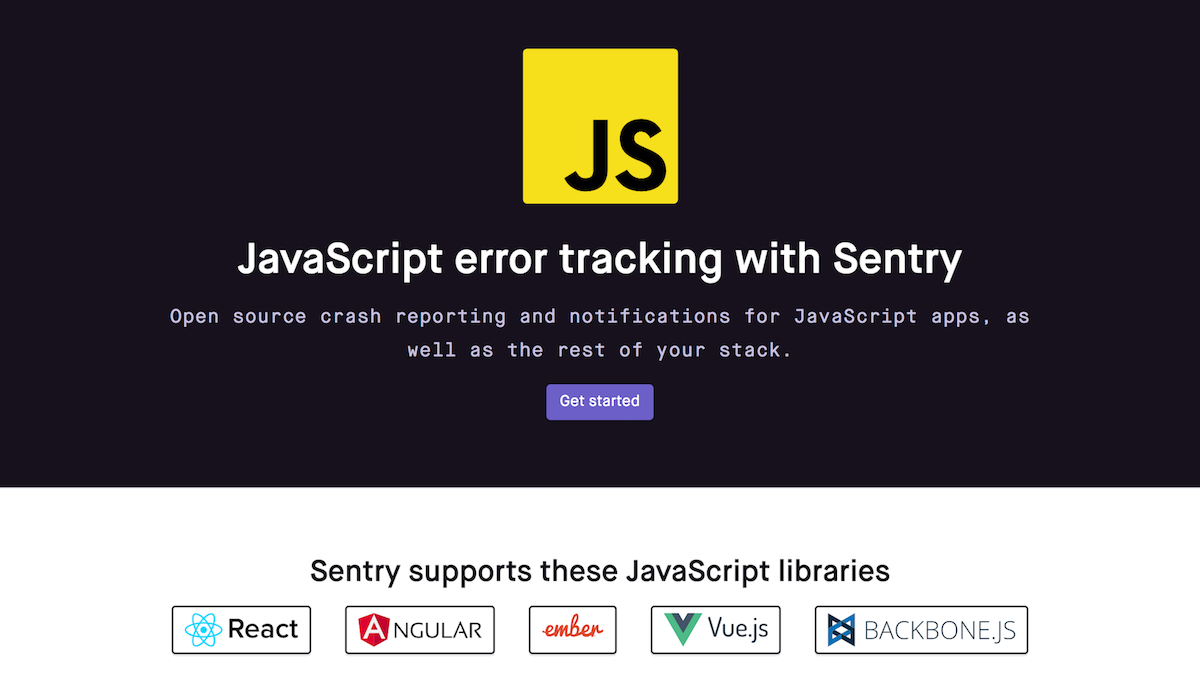 JS
JavaScript error tracking with Sentry
Open source crash reporting and notifications for JavaScript apps, as
well as the rest of your stack.
Get started
Sentry supports these JavaScript libraries
React
ANGULAR
ember
Vue.js
BACKBONE.JS